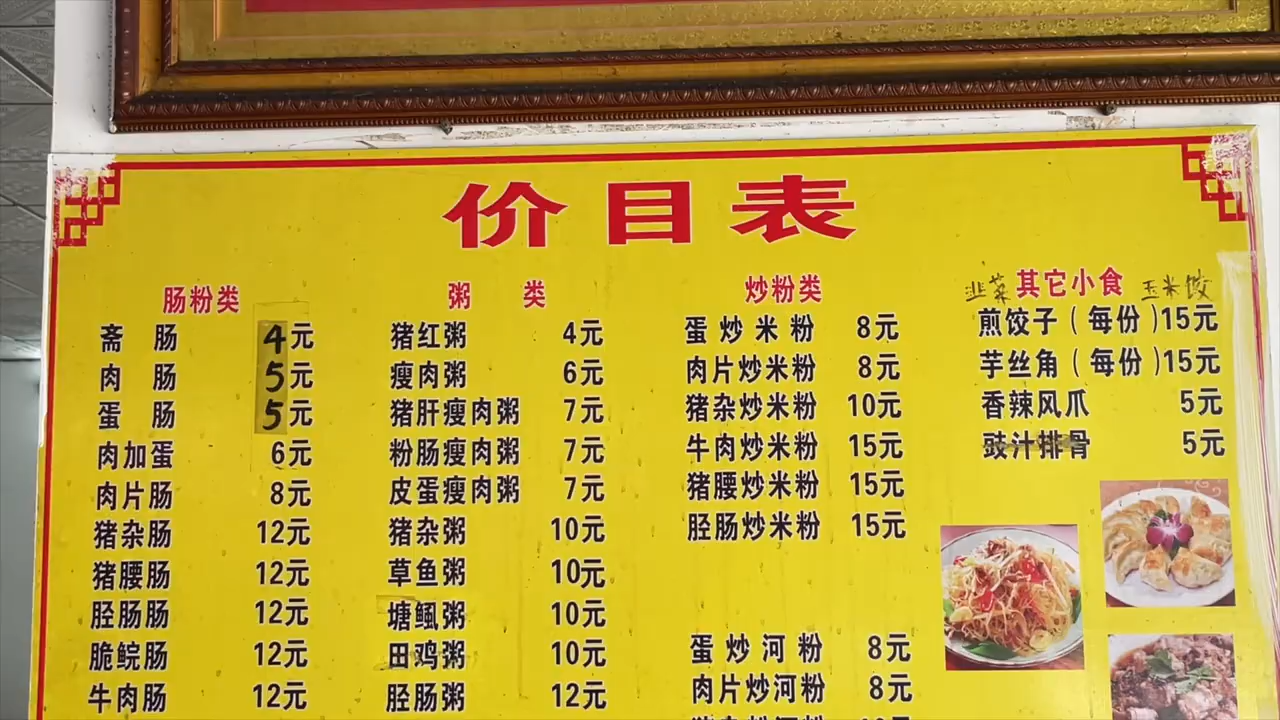 价目表
肠粉类
斋肠 4元
肉肠 5元
蛋肠 5元
肉加蛋 6元
肉片肠 8元
猪杂肠 12元
猪腰肠 12元
胫肠肠 12元
脆鲩肠 12元
牛肉肠 12元
粥类
猪红粥 4元
瘦肉粥 6元
猪肝瘦肉粥 7元
粉肠瘦肉粥 7元
皮蛋瘦肉粥 7元
猪杂粥 10元
草鱼粥 10元
塘鲺粥 10元
田鸡粥 10元
胫肠粥 12元
炒粉类
蛋炒米粉 8元
肉片炒米粉 8元
猪杂炒米粉 10元
牛肉炒米粉 15元
猪腰炒米粉 15元
胫肠炒米粉 15元
蛋炒河粉 8元
肉片炒河粉 8元
韭菜 其它小食 玉米饺
煎饺子(每份)15元
芋丝角(每份)15元
香辣风爪 5元
豉汁排骨 5元